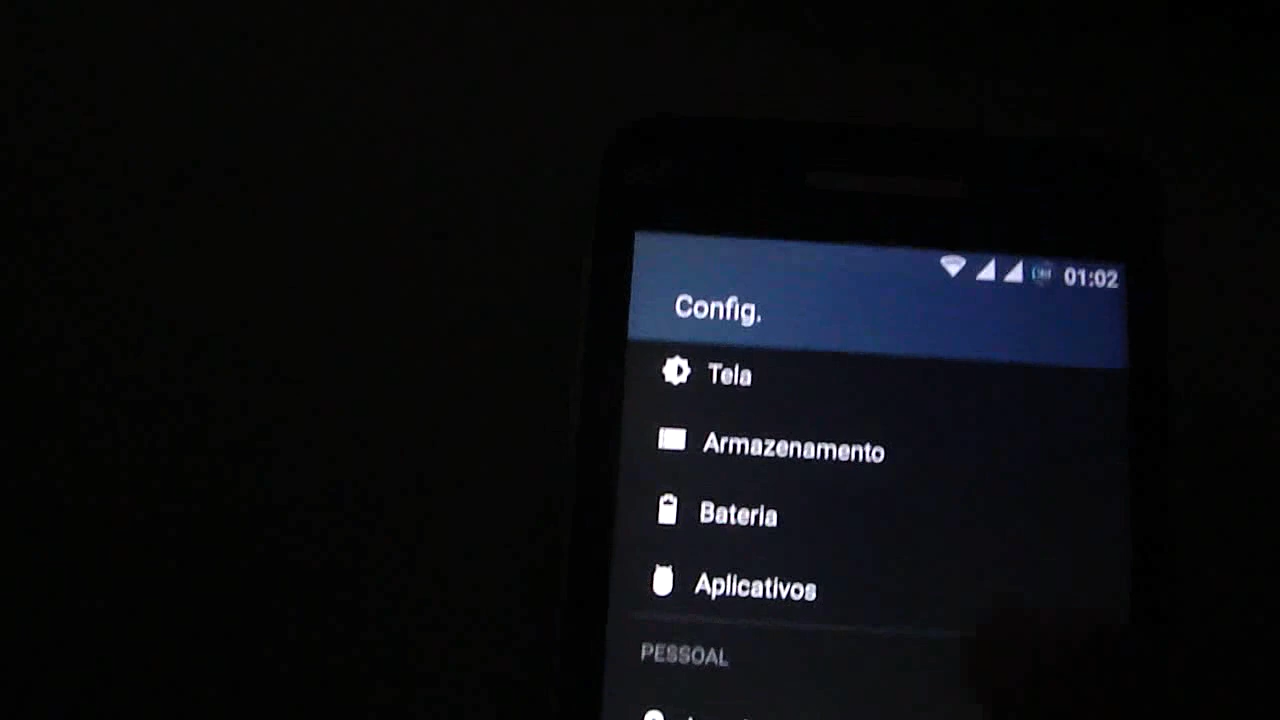 01:02
Config.
Tela
Armazenamento
Bateria
Aplicativos
PESSOAL